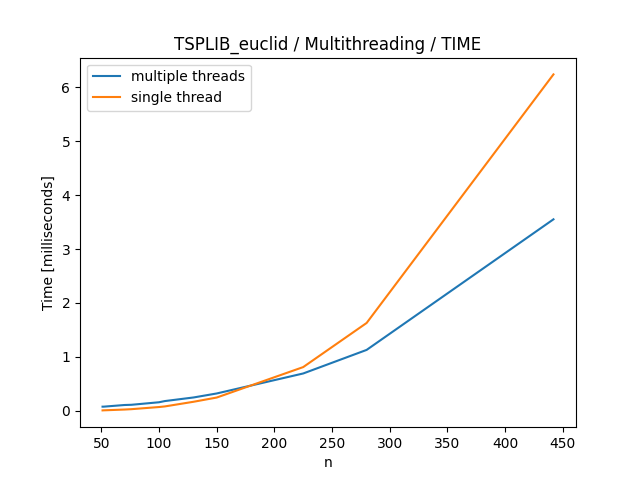 TSPLIB_euclid / Multithreading / TIME
multiple threads
single thread
Time [milliseconds]
6
5
4
3
2
1
0
50 100 150 200 250 300 350 400 450
n